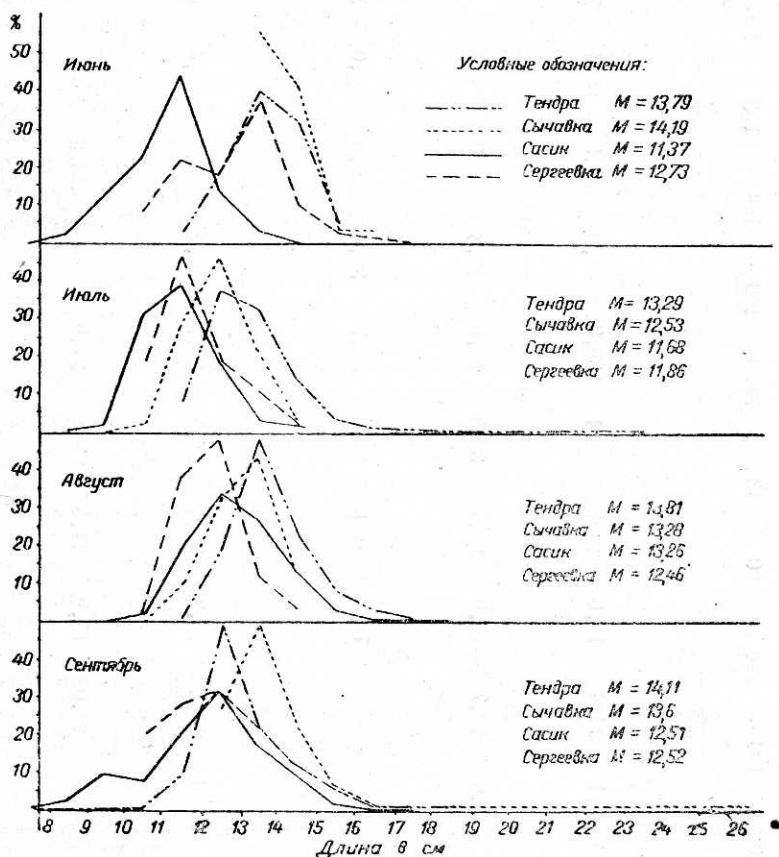 %
50
40
30
20
10
Июнь
Условные обозначения:
Тендра М = 13,79
Сычавка М = 14,19
Сасик М = 11,37
Сергеевка М = 12,73
40
30
20
10
Июль
Тендра М = 13,29
Сычавка М = 12,53
Сасик М = 11,68
Сергеевка М = 11,86
40
30
20
10
Август
Тендра М = 13,81
Сычавка М = 13,28
Сасик М = 13,26
Сергеевка М = 12,46
40
30
20
10
Сентябрь
Тендра М = 14,11
Сычавка М = 13,6
Сасик М = 12,51
Сергеевка М = 12,52
8 9 10 11 12 13 14 15 16 17 18 19 20 21 22 23 24 25 26
Длина в см